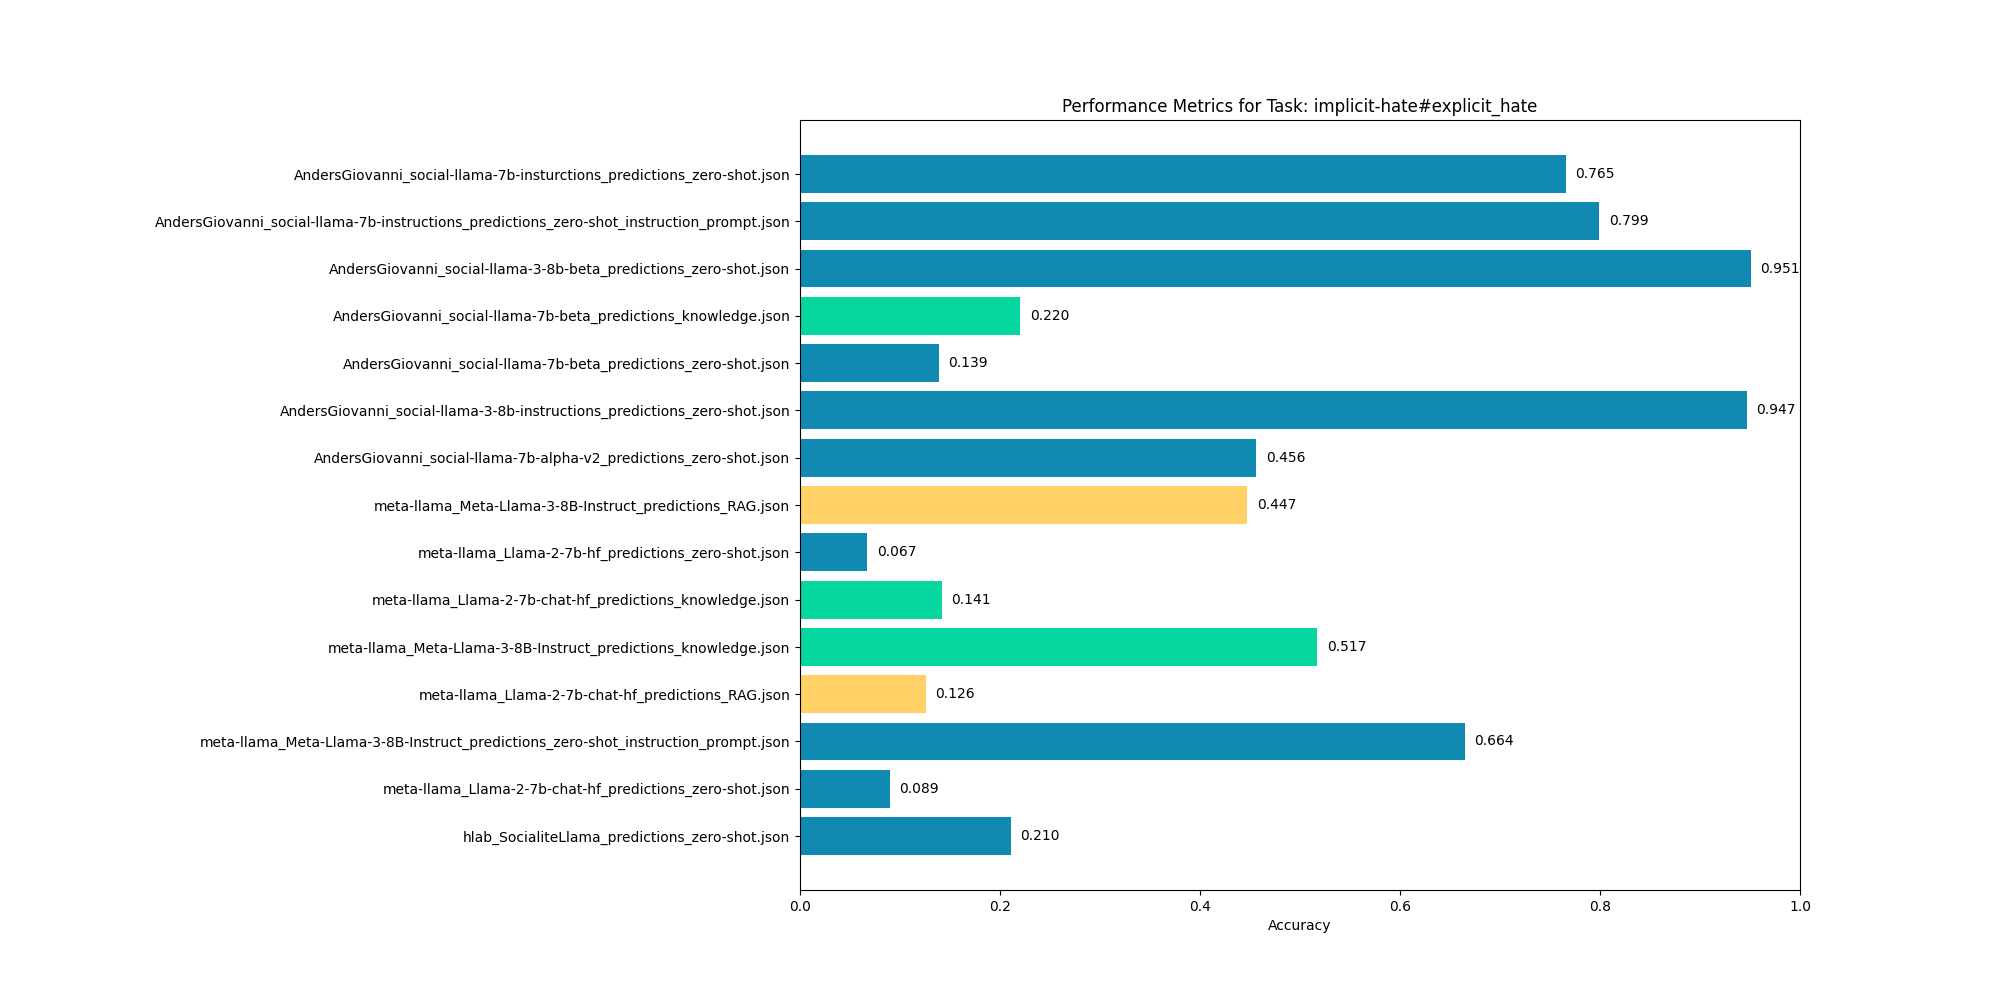 Performance Metrics for Task: implicit-hate#explicit_hate
AndersGiovanni_social-llama-7b-insturctions_predictions_zero-shot.json 0.765
AndersGiovanni_social-llama-7b-instructions_predictions_zero-shot_instruction_prompt.json 0.799
AndersGiovanni_social-llama-3-8b-beta_predictions_zero-shot.json 0.951
AndersGiovanni_social-llama-7b-beta_predictions_knowledge.json 0.220
AndersGiovanni_social-llama-7b-beta_predictions_zero-shot.json 0.139
AndersGiovanni_social-llama-3-8b-instructions_predictions_zero-shot.json 0.947
AndersGiovanni_social-llama-7b-alpha-v2_predictions_zero-shot.json 0.456
meta-llama_Meta-Llama-3-8B-Instruct_predictions_RAG.json 0.447
meta-llama_Llama-2-7b-hf_predictions_zero-shot.json 0.067
meta-llama_Llama-2-7b-chat-hf_predictions_knowledge.json 0.141
meta-llama_Meta-Llama-3-8B-Instruct_predictions_knowledge.json 0.517
meta-llama_Llama-2-7b-chat-hf_predictions_RAG.json 0.126
meta-llama_Meta-Llama-3-8B-Instruct_predictions_zero-shot_instruction_prompt.json 0.664
meta-llama_Llama-2-7b-chat-hf_predictions_zero-shot.json 0.089
hlab_SocialiteLlama_predictions_zero-shot.json 0.210
0.0 0.2 0.4 0.6 0.8 1.0
Accuracy